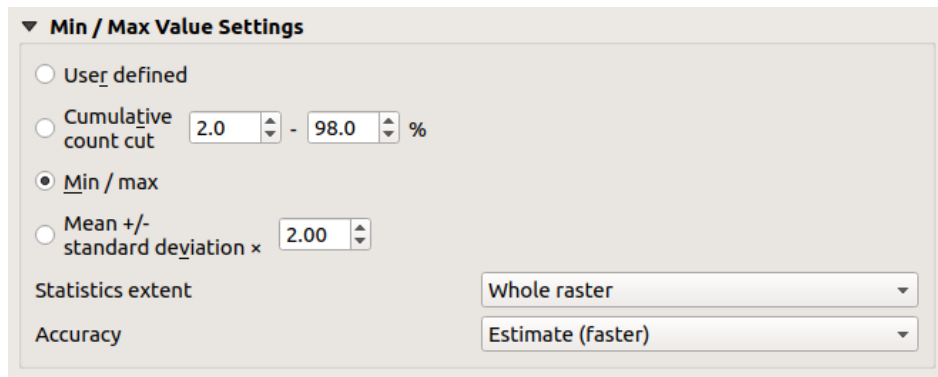 Min / Max Value Settings
User defined
Cumulative
count cut 2.0 - 98.0 %
Min / max
Mean +/-
standard deviation × 2.00
Statistics extent Whole raster
Accuracy Estimate (faster)